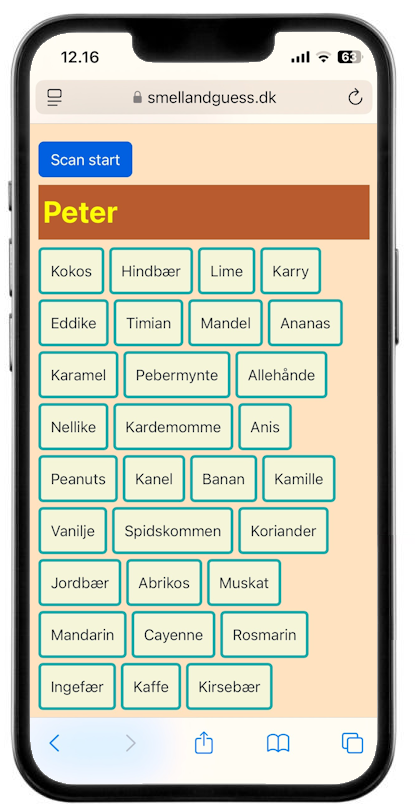 12.16 63
smellandguess.dk
Scan start
Peter
Kokos Hindbær Lime Karry
Eddike Timian Mandel Ananas
Karamel Pebermynte Allehånde
Nellike Kardemomme Anis
Peanuts Kanel Banan Kamille
Vanilje Spidskommen Koriander
Jordbær Abrikos Muskat
Mandarin Cayenne Rosmarin
Ingefær Kaffe Kirsebær